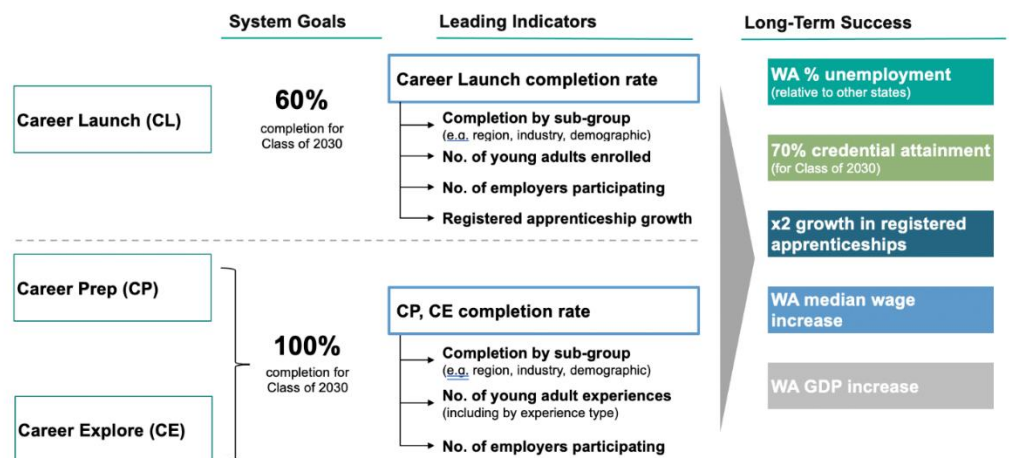 System Goals
Leading Indicators
Long-Term Success
Career Launch (CL)
60%
completion for
Class of 2030
Career Launch completion rate
Completion by sub-group
(e.g. region, industry, demographic)
No. of young adults enrolled
No. of employers participating
Registered apprenticeship growth
Career Prep (CP)
Career Explore (CE)
100%
completion for
Class of 2030
CP, CE completion rate
Completion by sub-group
(e.g. region, industry, demographic)
No. of young adult experiences
(including by experience type)
No. of employers participating
WA % unemployment
(relative to other states)
70% credential attainment
(for Class of 2030)
x2 growth in registered
apprenticeships
WA median wage
increase
WA GDP increase